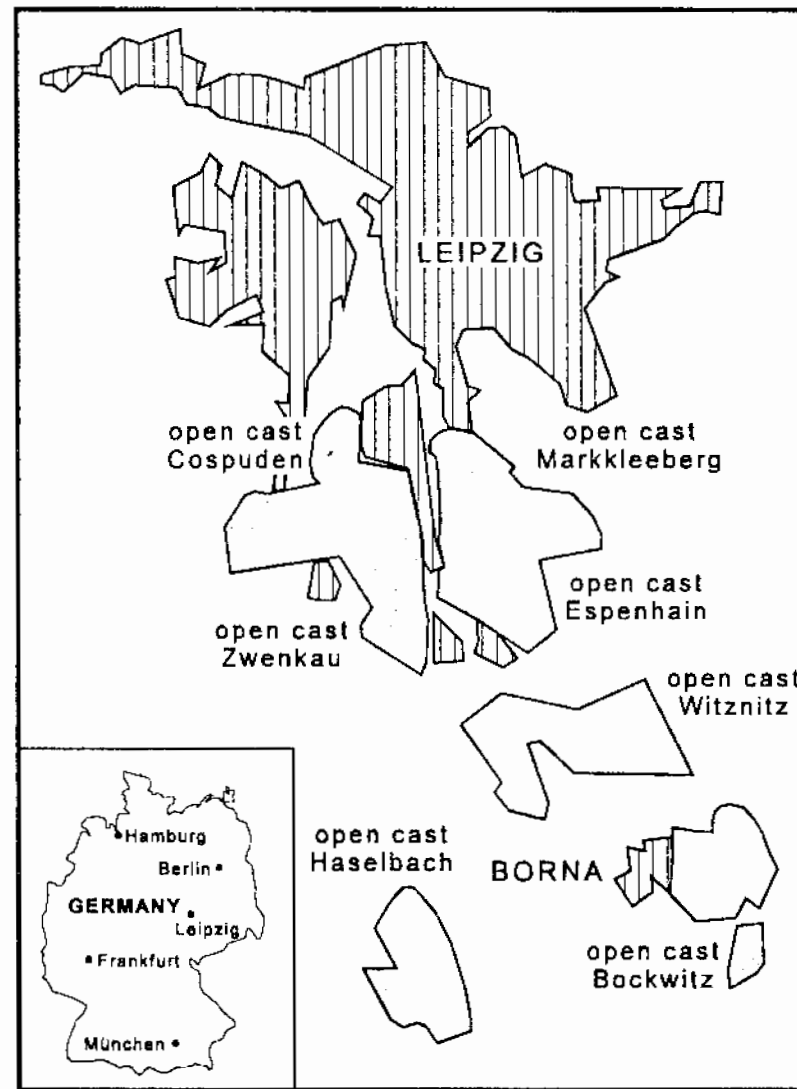 LEIPZIG
open cast
Cospuden
open cast
Markkleeberg
open cast
Zwenkau
open cast
Espenhain
open cast
Witznitz
open cast
Haselbach
BORNA
open cast
Bockwitz
Hamburg
Berlin
GERMANY
Leipzig
Frankfurt
München